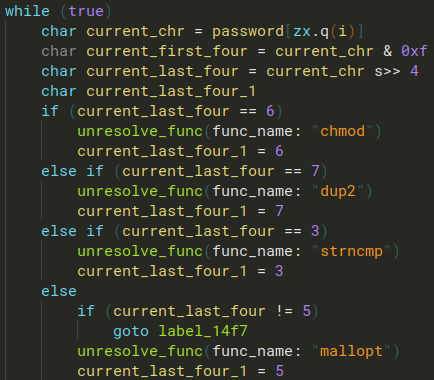 while (true)
char current_chr = password[zx.q(i)]
char current_first_four = current_chr & 0xf
char current_last_four = current_chr s>> 4
char current_last_four_1
if (current_last_four == 6)
unresolve_func(func_name: "chmod")
current_last_four_1 = 6
else if (current_last_four == 7)
unresolve_func(func_name: "dup2")
current_last_four_1 = 7
else if (current_last_four == 3)
unresolve_func(func_name: "strncmp")
current_last_four_1 = 3
else
if (current_last_four != 5)
goto label_14f7
unresolve_func(func_name: "mallopt")
current_last_four_1 = 5